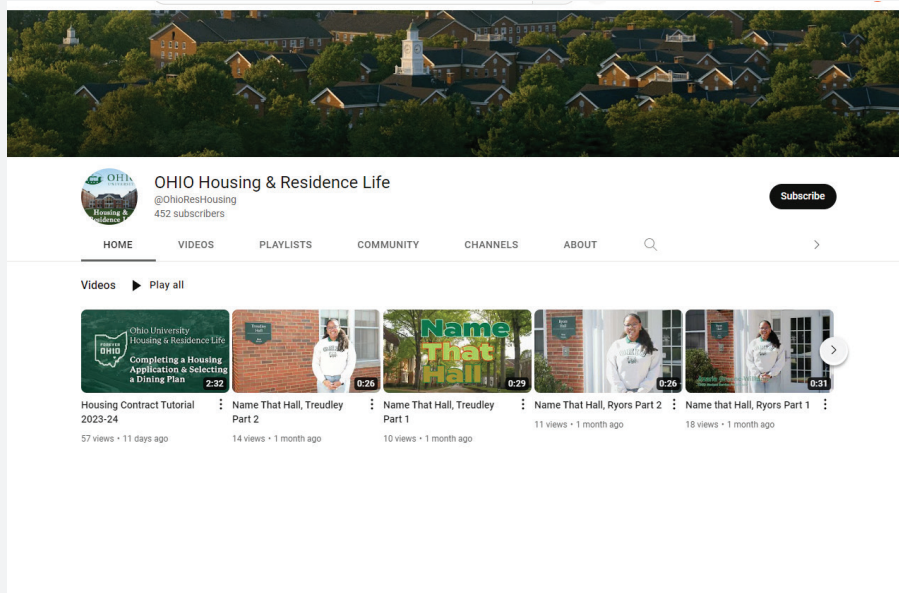 OHIO Housing & Residence Life
@OhioResHousing
452 subscribers
Subscribe
HOME VIDEOS PLAYLISTS COMMUNITY CHANNELS ABOUT
Videos Play all
Ohio University
Housing & Residence Life
FOREVER
OHIO
Completing a Housing
Application & Selecting
a Dining Plan
2:32
Treudley
Hall
0:26
Name
That
Hall
0:29
Ryors
Hall
0:26
0:31
Housing Contract Tutorial
2023-24
57 views • 11 days ago
Name That Hall, Treudley
Part 2
14 views • 1 month ago
Name That Hall, Treudley
Part 1
10 views • 1 month ago
Name That Hall, Ryors Part 2
11 views • 1 month ago
Name that Hall, Ryors Part 1
18 views • 1 month ago